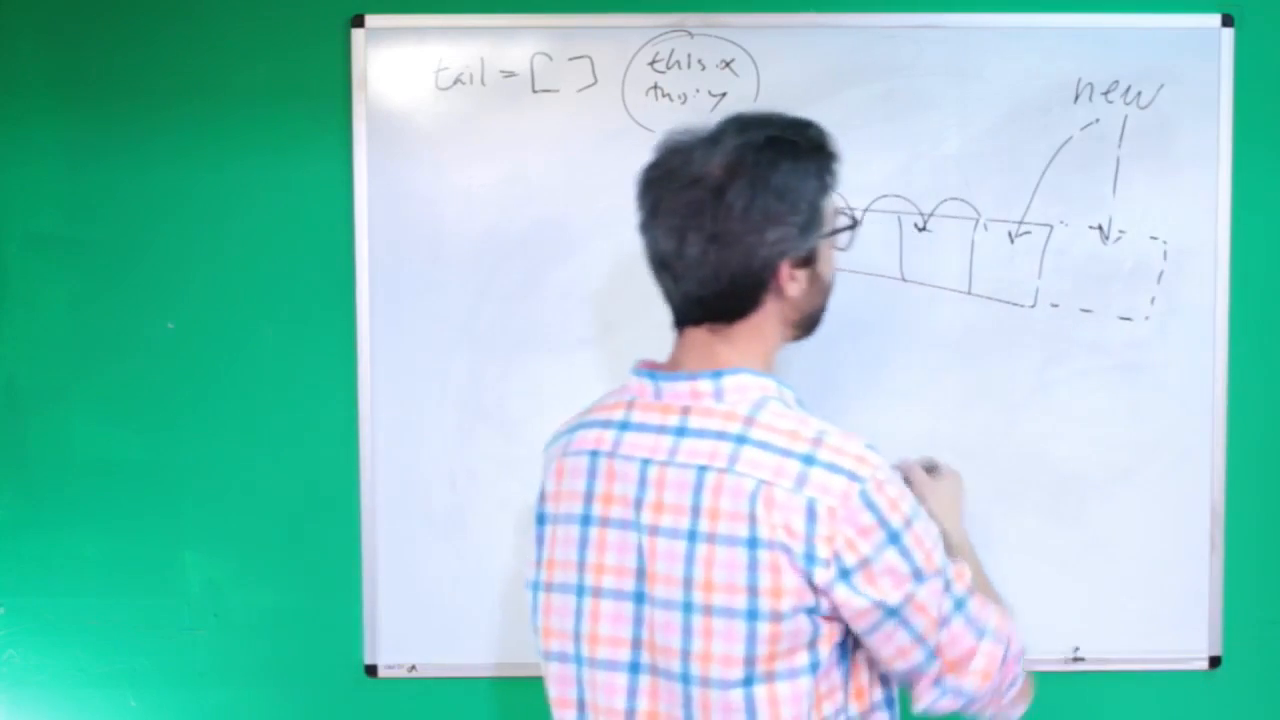 tail = [ ]
this.x
this.y
new